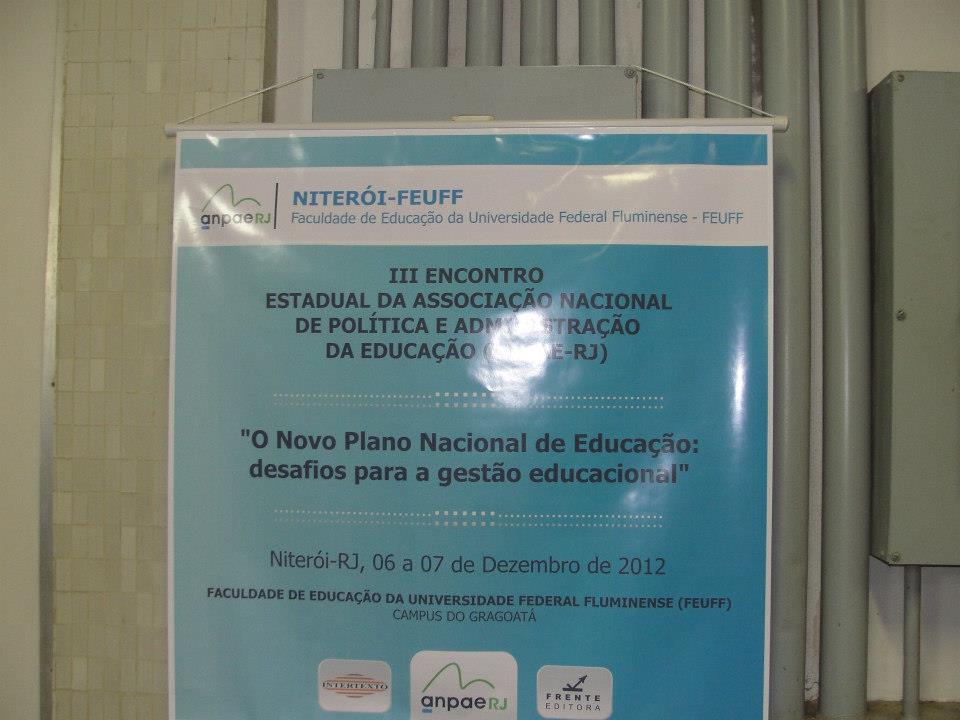 anpaeRJ
NITERÓI-FEUFF
Faculdade de Educação da Universidade Federal Fluminense - FEUFF
III ENCONTRO
ESTADUAL DA ASSOCIAÇÃO NACIONAL
DE POLÍTICA E ADMINISTRAÇÃO
DA EDUCAÇÃO (ANPAE-RJ)
"O Novo Plano Nacional de Educação:
desafios para a gestão educacional"
Niterói-RJ, 06 a 07 de Dezembro de 2012
FACULDADE DE EDUCAÇÃO DA UNIVERSIDADE FEDERAL FLUMINENSE (FEUFF)
CAMPUS DO GRAGOATÁ
INTERTEXTO
anpaeRJ
FRENTE
EDITORA